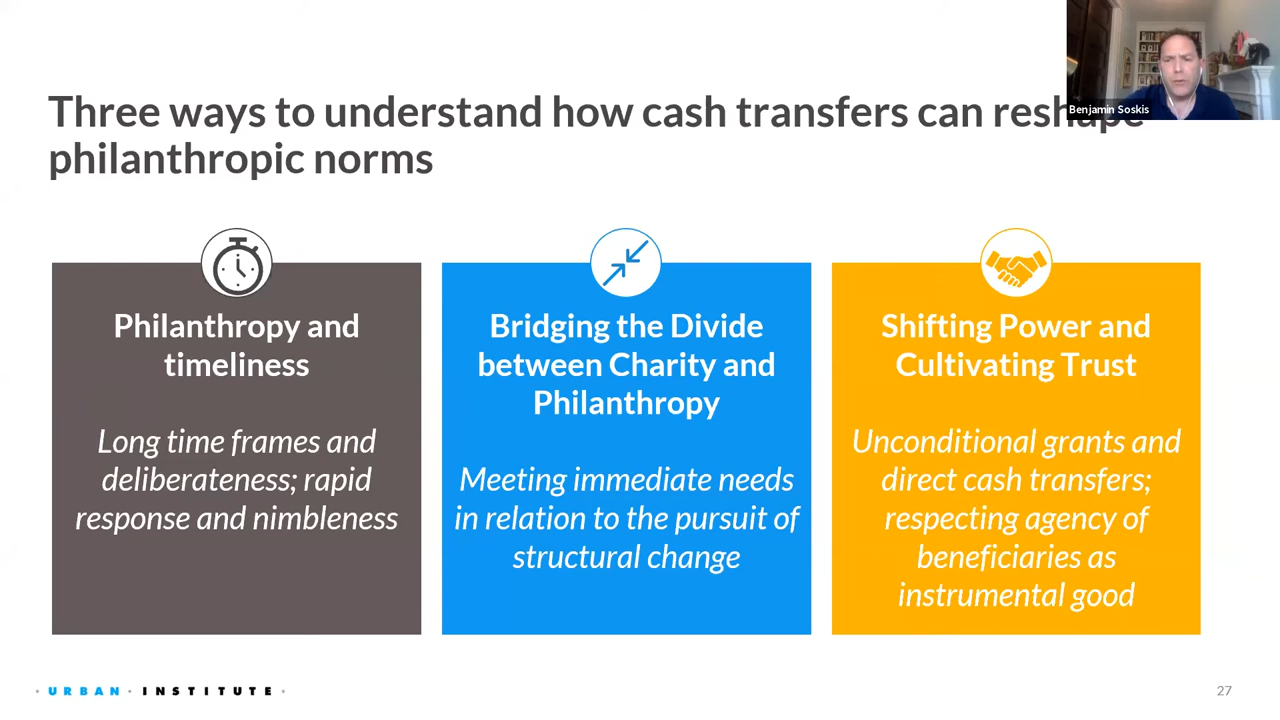 Benjamin Soskis
Three ways to understand how cash transfers can reshape
philanthropic norms
Philanthropy and
timeliness
Long time frames and
deliberateness; rapid
response and nimbleness
Bridging the Divide
between Charity and
Philanthropy
Meeting immediate needs
in relation to the pursuit of
structural change
Shifting Power and
Cultivating Trust
Unconditional grants and
direct cash transfers;
respecting agency of
beneficiaries as
instrumental good
· URBAN · INSTITUTE ·
27